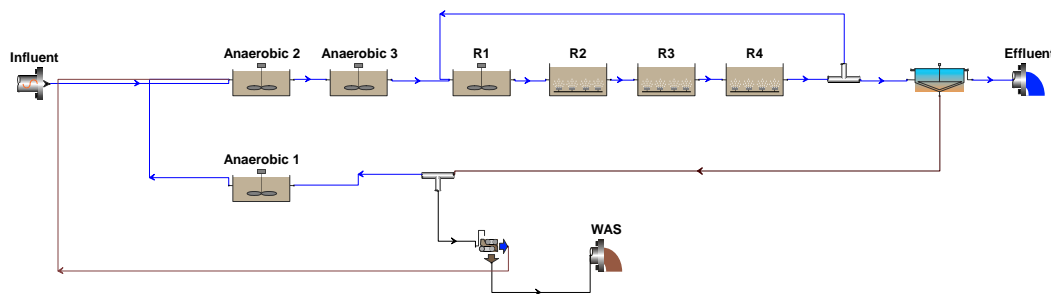 Influent
Anaerobic 2
Anaerobic 3
R1
R2
R3
R4
Effluent
Anaerobic 1
WAS